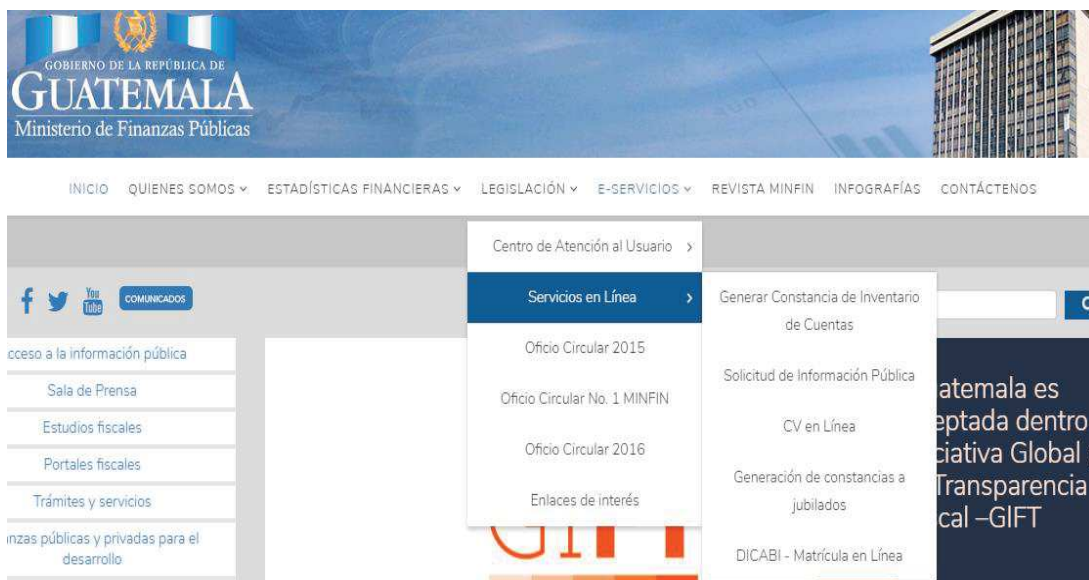 GOBIERNO DE LA REPÚBLICA DE
GUATEMALA
Ministerio de Finanzas Públicas
INICIO QUIENES SOMOS ESTADÍSTICAS FINANCIERAS LEGISLACIÓN E-SERVICIOS REVISTA MINFIN INFOGRAFÍAS CONTÁCTENOS
Centro de Atención al Usuario
Servicios en Línea
Oficio Circular 2015
Oficio Circular No. 1 MINFIN
Oficio Circular 2016
Enlaces de interés
Generar Constancia de Inventario
de Cuentas
Solicitud de Información Pública
CV en Línea
Generación de constancias a
jubilados
DICABI - Matrícula en Línea
You
Tube
COMUNICADOS
cceso a la información pública
Sala de Prensa
Estudios fiscales
Portales fiscales
Trámites y servicios
nzas públicas y privadas para el
desarrollo
atemala es
eptada dentro
ciativa Global
Transparencia
cal –GIFT